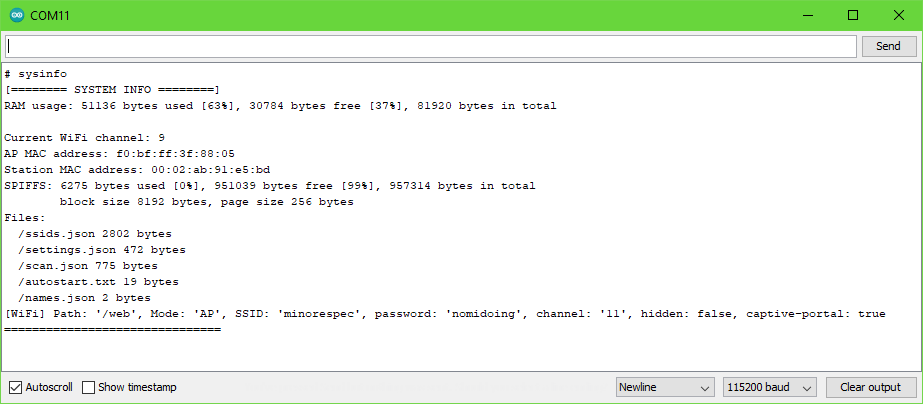 COM11
Send
# sysinfo
[======== SYSTEM INFO ========]
RAM usage: 51136 bytes used [63%], 30784 bytes free [37%], 81920 bytes in total
Current WiFi channel: 9
AP MAC address: f0:bf:ff:3f:88:05
Station MAC address: 00:02:ab:91:e5:bd
SPIFFS: 6275 bytes used [0%], 951039 bytes free [99%], 957314 bytes in total
block size 8192 bytes, page size 256 bytes
Files:
/ssids.json 2802 bytes
/settings.json 472 bytes
/scan.json 775 bytes
/autostart.txt 19 bytes
/names.json 2 bytes
[WiFi] Path: '/web', Mode: 'AP', SSID: 'minorespec', password: 'nomidoing', channel: '11', hidden: false, captive-portal: true
===============================
Autoscroll Show timestamp Newline 115200 baud Clear output